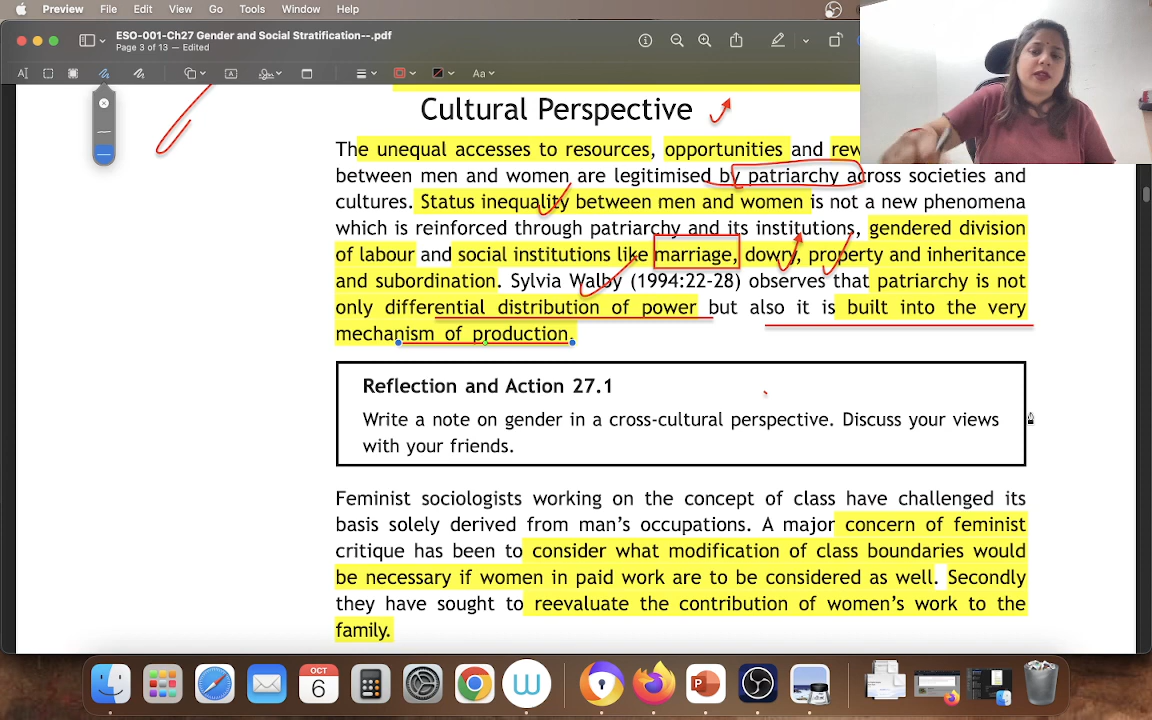 Preview File Edit View Go Tools Window Help
ESO-001-Ch27 Gender and Social Stratification--.pdf
Page 3 of 13 — Edited
Cultural Perspective
The unequal accesses to resources, opportunities and rew
between men and women are legitimised by patriarchy across societies and
cultures. Status inequality between men and women is not a new phenomena
which is reinforced through patriarchy and its institutions, gendered division
of labour and social institutions like marriage, dowry, property and inheritance
and subordination. Sylvia Walby (1994:22-28) observes that patriarchy is not
only differential distribution of power but also it is built into the very
mechanism of production.
Reflection and Action 27.1
Write a note on gender in a cross-cultural perspective. Discuss your views
with your friends.
Feminist sociologists working on the concept of class have challenged its
basis solely derived from man's occupations. A major concern of feminist
critique has been to consider what modification of class boundaries would
be necessary if women in paid work are to be considered as well. Secondly
they have sought to reevaluate the contribution of women's work to the
family.
OCT
6